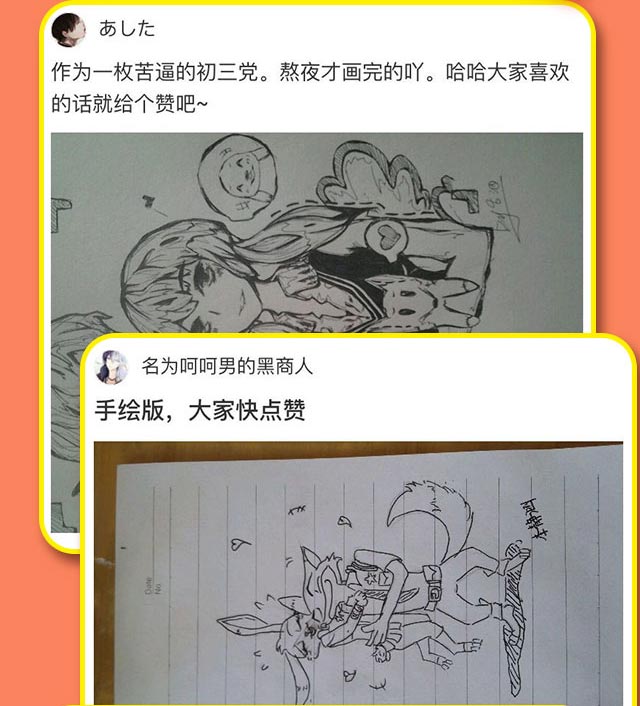 あした
作为一枚苦逼的初三党。熬夜才画完的吖。哈哈大家喜欢
的话就给个赞吧~
名为呵呵男的黑商人
手绘版，大家快点赞
Date
No